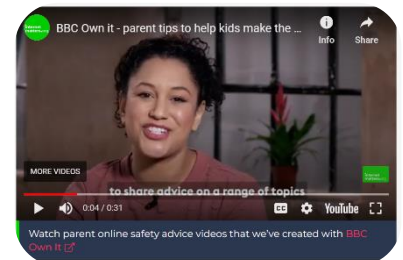 BBC Own it - parent tips to help kids make the ...
Info
Share
MORE VIDEOS
to share advice on a range of topics
0:04 / 0:31
CC
YouTube
Watch parent online safety advice videos that we've created with BBC
Own It